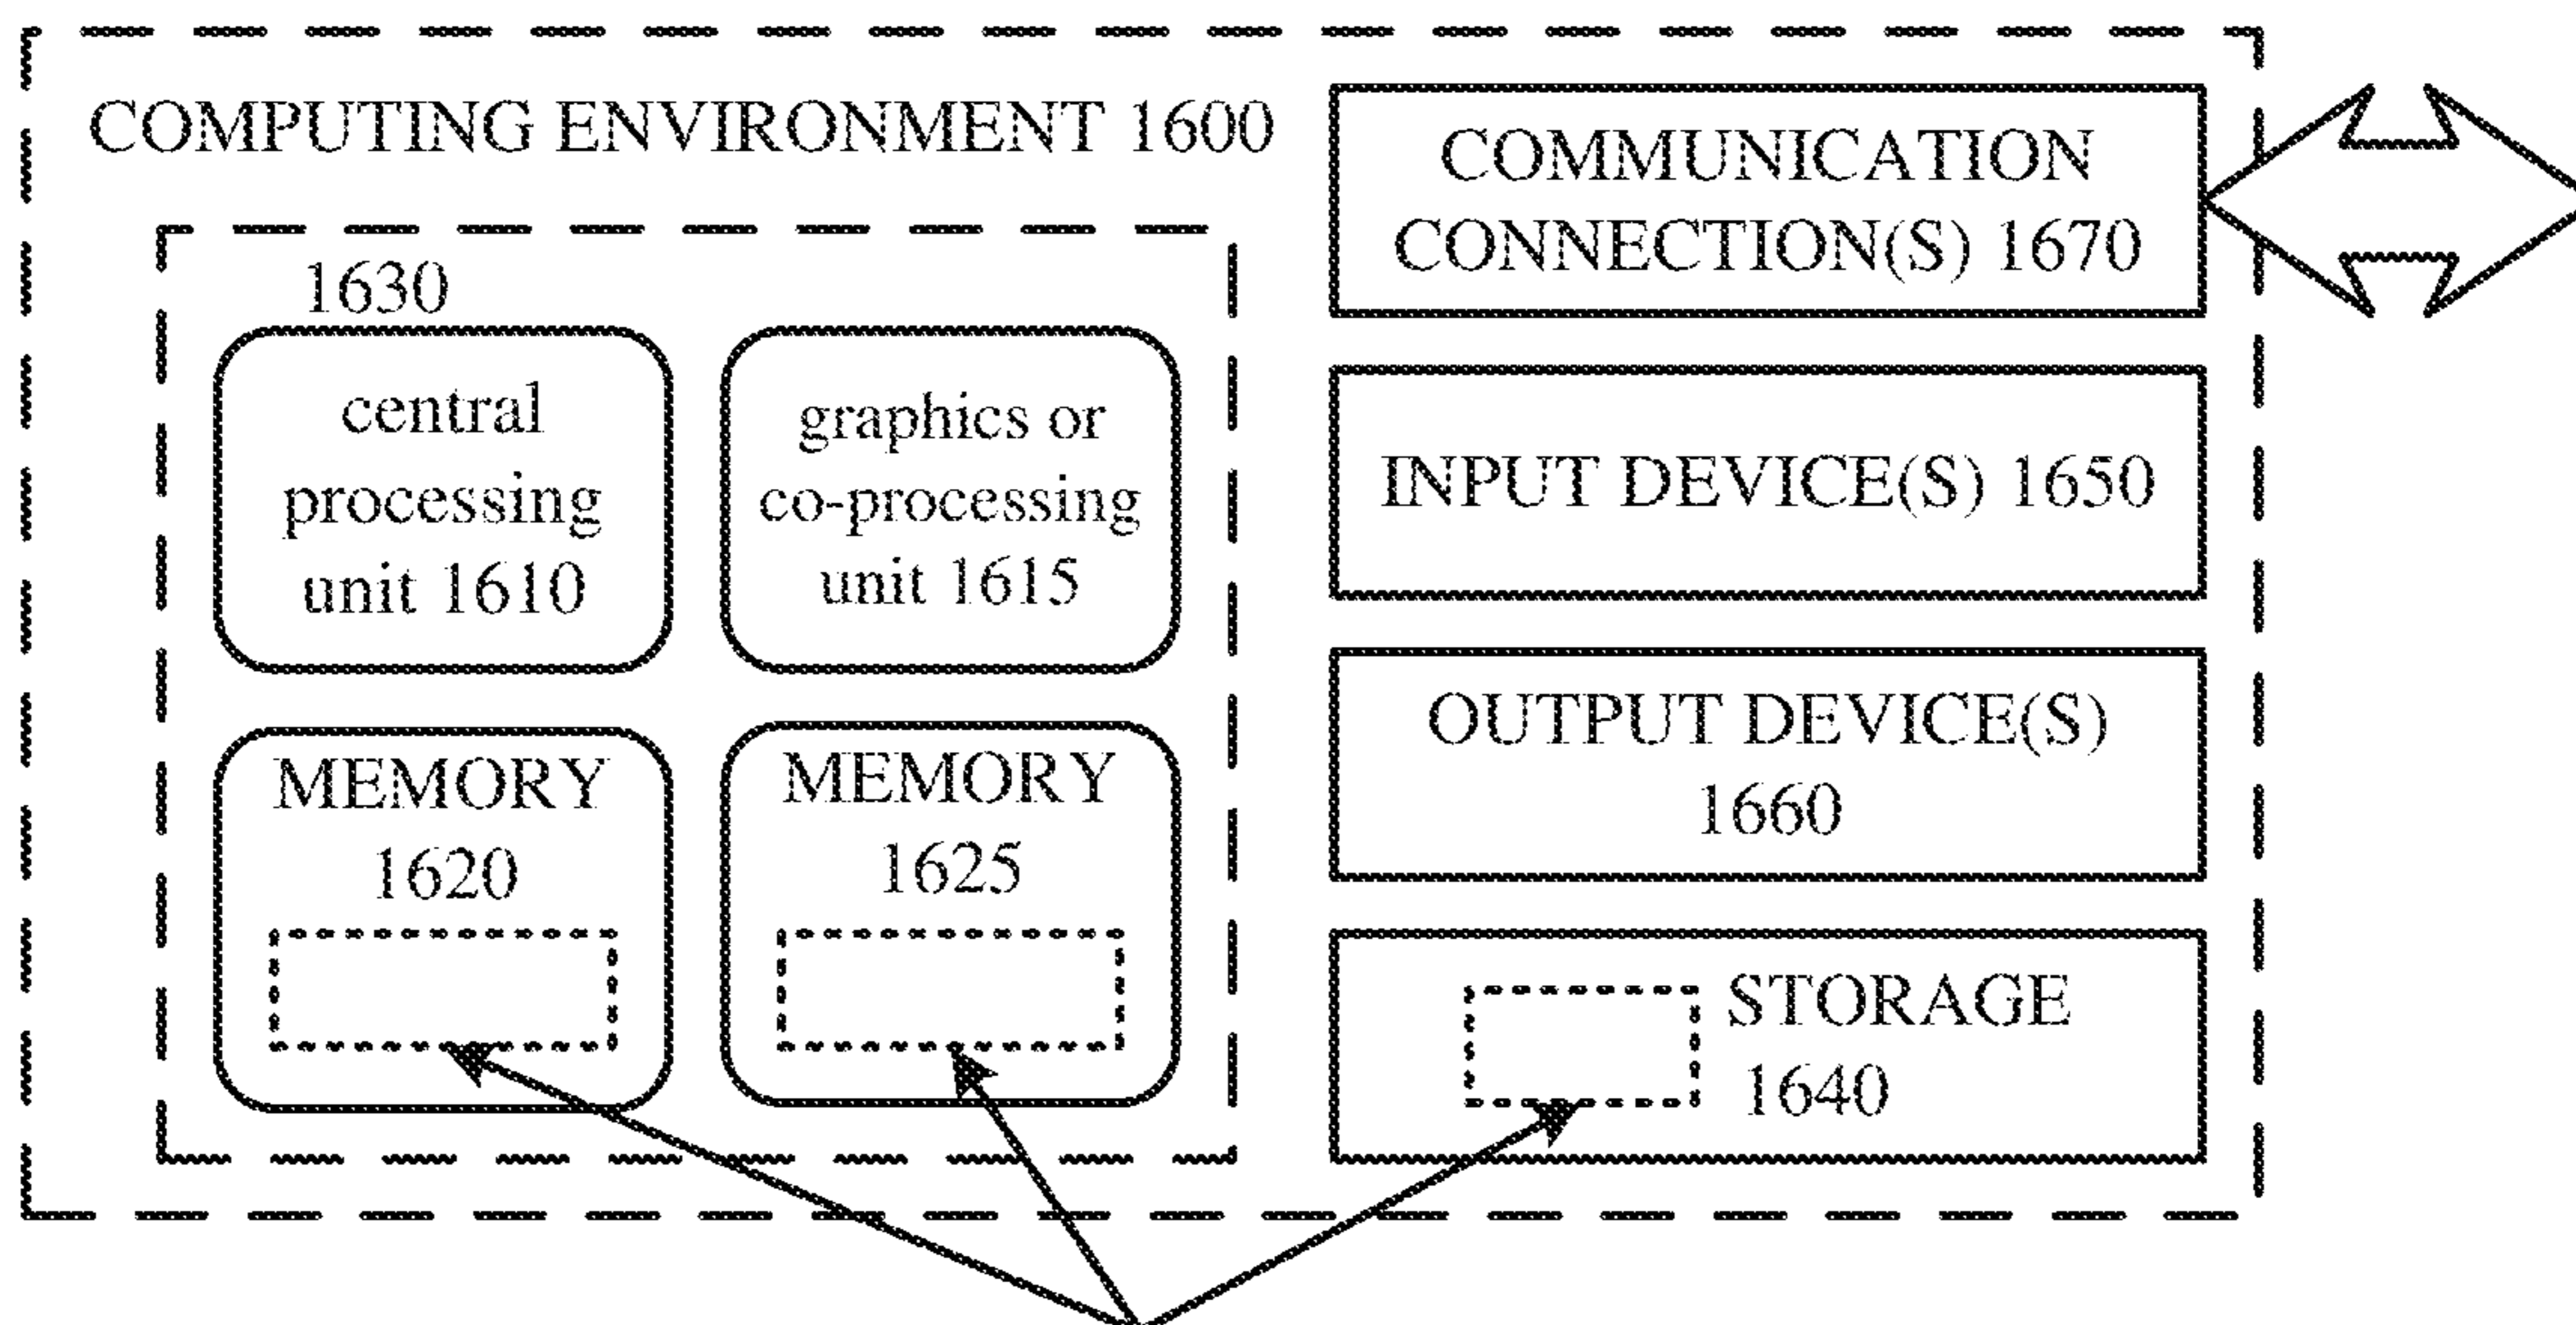 COMPUTING ENVIRONMENT 1600
1630
central
processing
unit 1610
graphics or
co-processing
unit 1615
MEMORY
1620
MEMORY
1625
COMMUNICATION
CONNECTION(S) 1670
INPUT DEVICE(S) 1650
OUTPUT DEVICE(S)
1660
STORAGE
1640